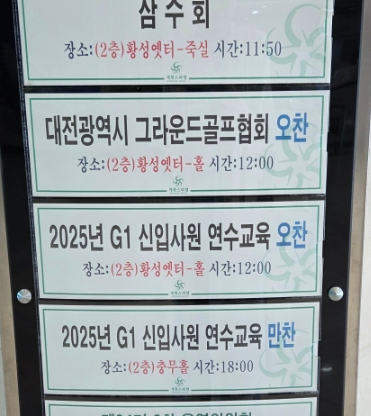 삼 수 회
장소:(2층)황성옛터-죽실 시간:11:50
대전광역시 그라운드골프협회 오찬
장소:(2층)황성옛터-홀 시간:12:00
2025년 G1 신입사원 연수교육 오찬
장소:(2층)황성옛터-홀 시간:12:00
2025년 G1 신입사원 연수교육 만찬
장소:(2층)충무홀 시간:18:00